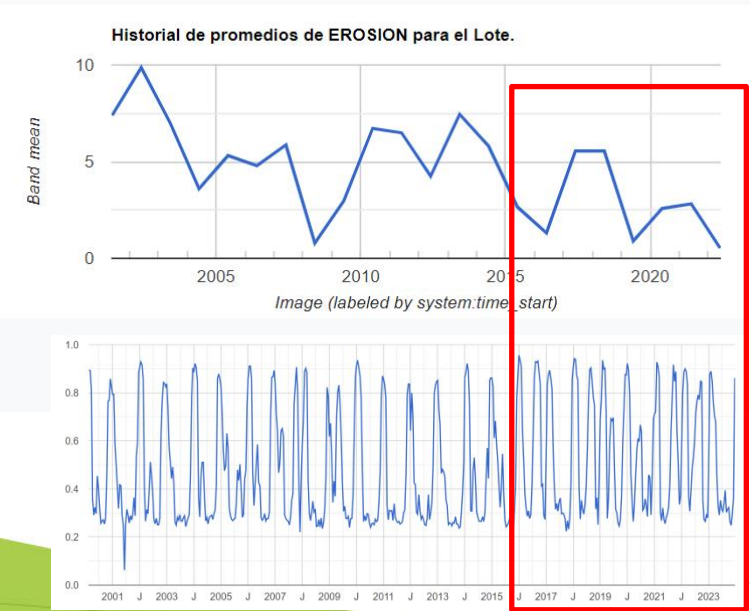 Historial de promedios de EROSION para el Lote.
10
5
0
Band mean
2005 2010 2015 2020
Image (labeled by system:time_start)
1.0
0.8
0.6
0.4
0.2
0.0
2001 J 2003 J 2005 J 2007 J 2009 J 2011 J 2013 J 2015 J 2017 J 2019 J 2021 J 2023